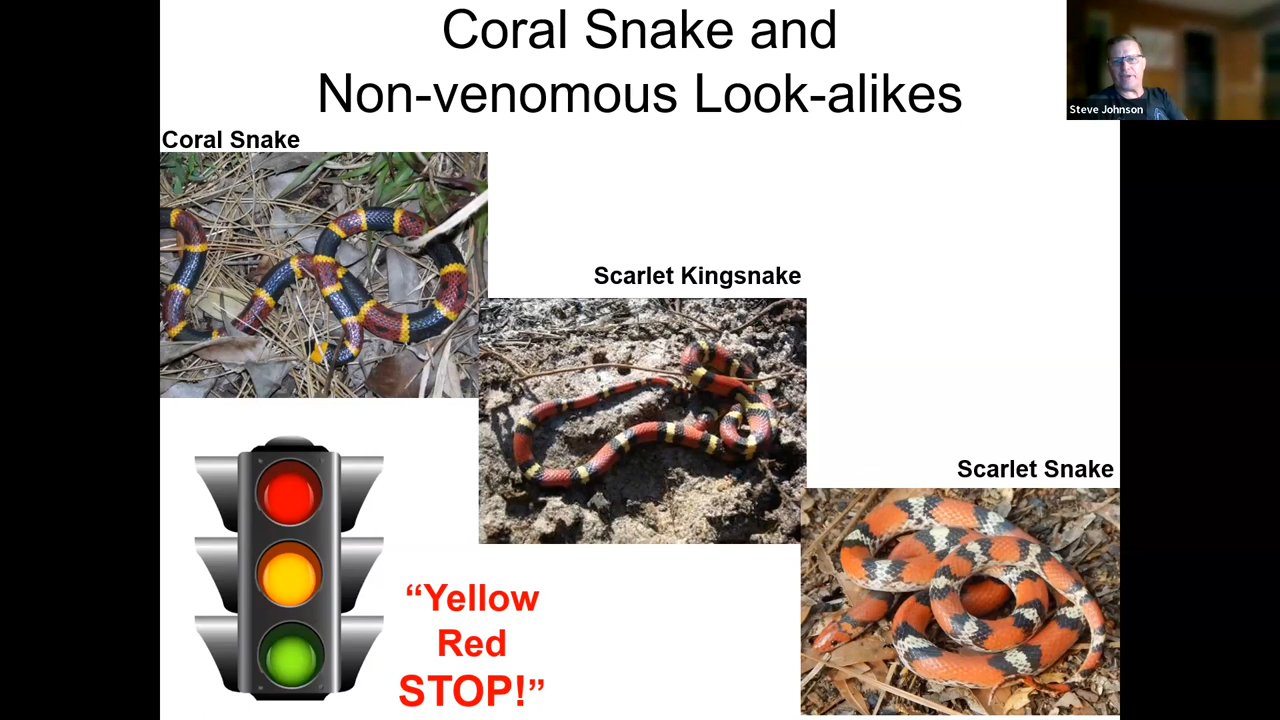 Coral Snake and
Non-venomous Look-alikes
Steve Johnson
Coral Snake
Scarlet Kingsnake
Scarlet Snake
“Yellow
Red
STOP!”